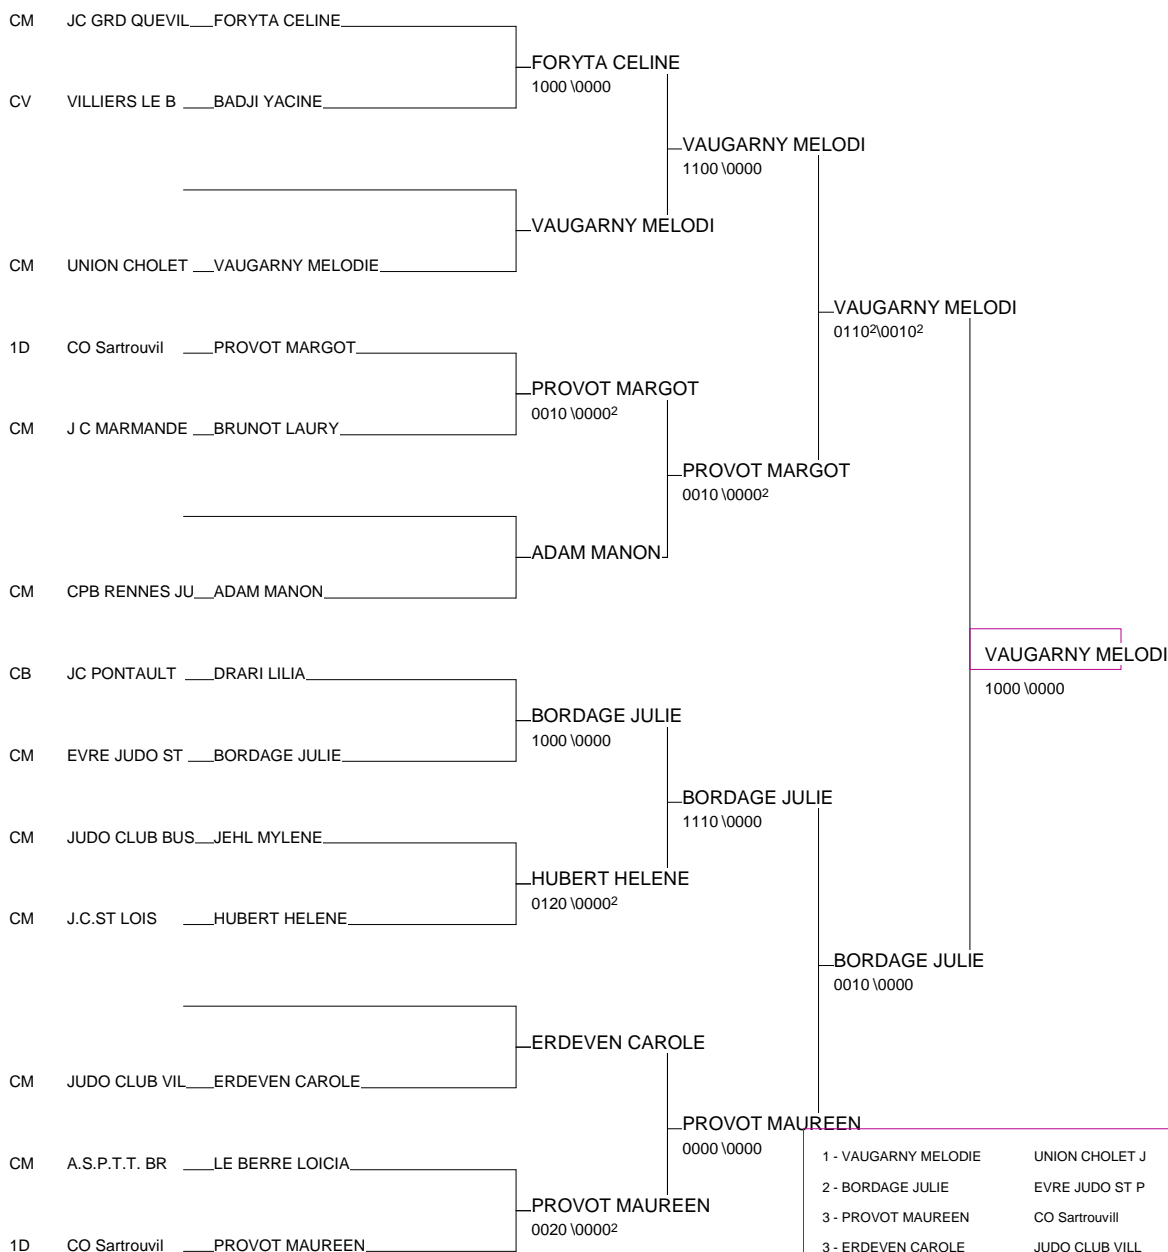 CM JC GRD QUEVIL FORYTA CELINE
FORYTA CELINE
1000 \0000
CV VILLIERS LE B BADJI YACINE
VAUGARNY MELODI
1100 \0000
VAUGARNY MELODI
CM UNION CHOLET VAUGARNY MELODIE
VAUGARNY MELODI
0110²\0010²
1D CO Sartrouvil PROVOT MARGOT
PROVOT MARGOT
0010 \0000²
CM J C MARMANDE BRUNOT LAURY
PROVOT MARGOT
0010 \0000²
ADAM MANON
CM CPB RENNES JU ADAM MANON
VAUGARNY MELODI
1000 \0000
CB JC PONTAULT DRARI LILIA
BORDAGE JULIE
1000 \0000
CM EVRE JUDO ST BORDAGE JULIE
BORDAGE JULIE
1110 \0000
CM JUDO CLUB BUS JEHL MYLENE
HUBERT HELENE
0120 \0000²
CM J.C.ST LOIS HUBERT HELENE
BORDAGE JULIE
0010 \0000
ERDEVEN CAROLE
CM JUDO CLUB VIL ERDEVEN CAROLE
PROVOT MAUREEN
0000 \0000
CM A.S.P.T.T. BR LE BERRE LOICIA
PROVOT MAUREEN
0020 \0000²
1D CO Sartrouvil PROVOT MAUREEN
1 - VAUGARNY MELODIE UNION CHOLET J
2 - BORDAGE JULIE EVRE JUDO ST P
3 - PROVOT MAUREEN CO Sartrouvill
3 - ERDEVEN CAROLE JUDO CLUB VILL